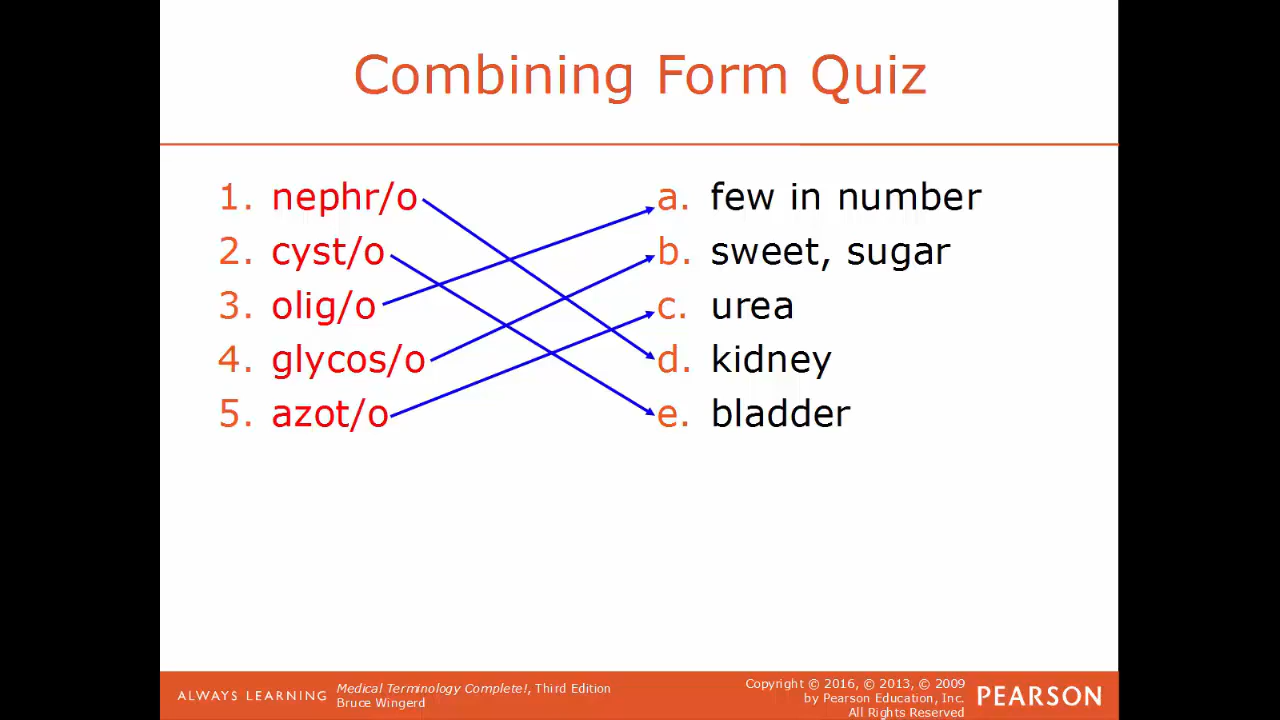 Combining Form Quiz
1. nephr/o
2. cyst/o
3. olig/o
4. glycos/o
5. azot/o
a. few in number
b. sweet, sugar
c. urea
d. kidney
e. bladder
ALWAYS LEARNING
Medical Terminology Complete!, Third Edition
Bruce Wingerd
Copyright © 2016, © 2013, © 2009
by Pearson Education, Inc.
All Rights Reserved
PEARSON